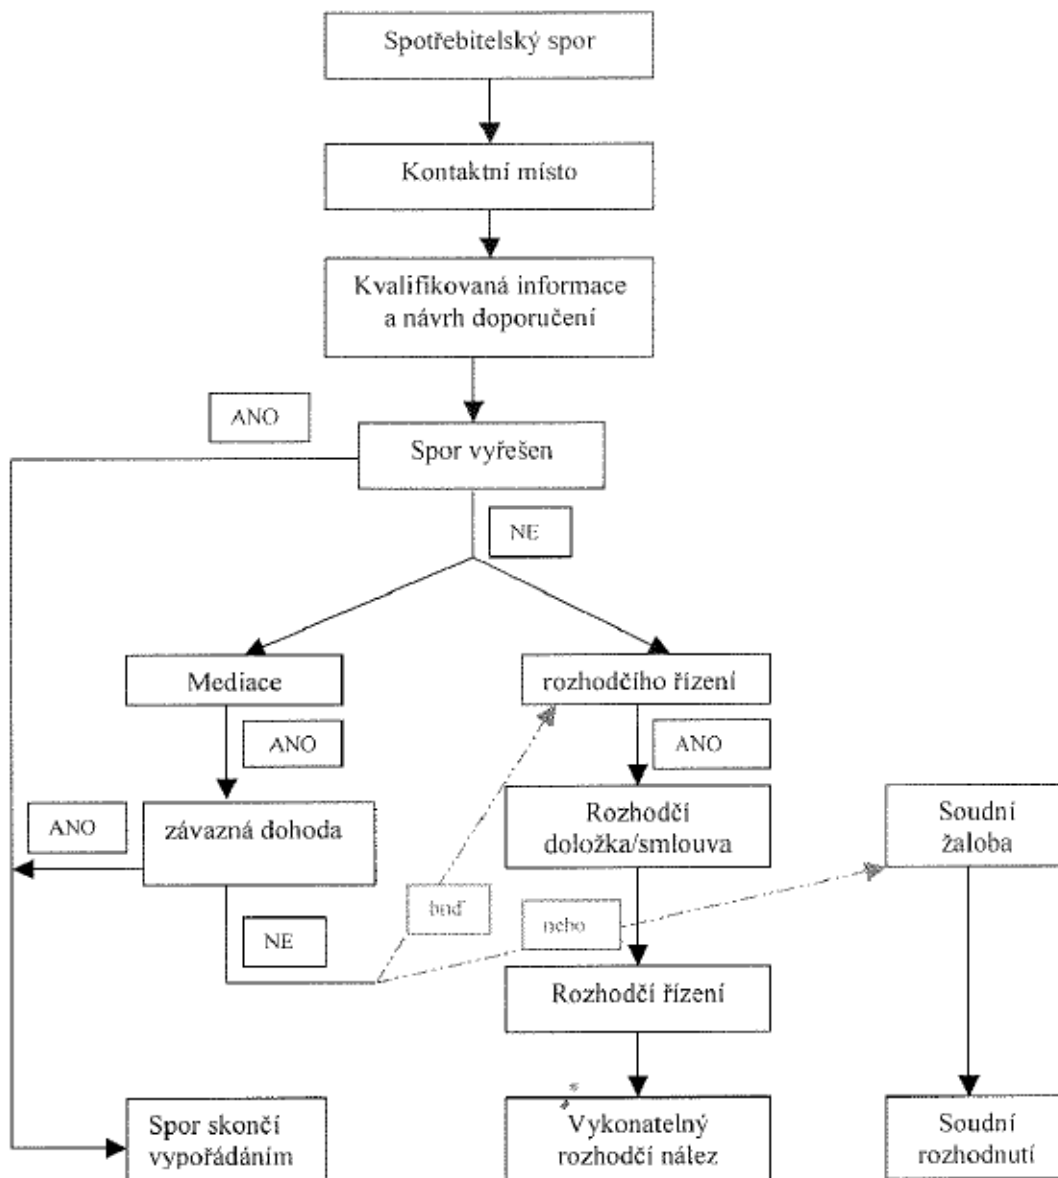 Spotřebitelský spor
Kontaktní místo
Kvalifikovaná informace
a návrh doporučení
ANO
Spor vyřešen
NE
Mediace
rozhodčího řízení
ANO
ANO
ANO
závazná dohoda
Rozhodčí
doložka/smlouva
Soudní
žaloba
buď
nebo
NE
Rozhodčí řízení
Spor skončí
vypořádáním
Vykonatelný
rozhodčí nález
Soudní
rozhodnutí